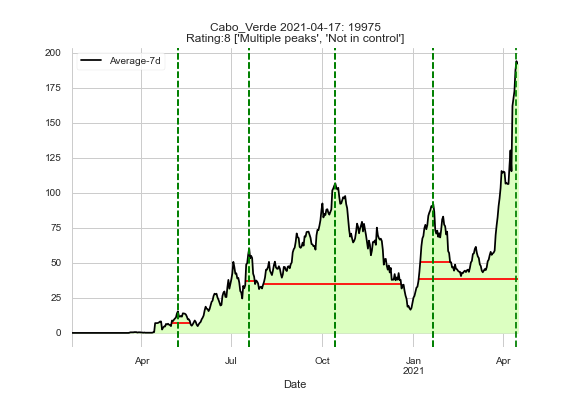 Cabo_Verde 2021-04-17: 19975
Rating:8 ['Multiple peaks', 'Not in control']
Average-7d
200
175
150
125
100
75
50
25
0
Apr
Jul
Oct
Jan
2021
Apr
Date